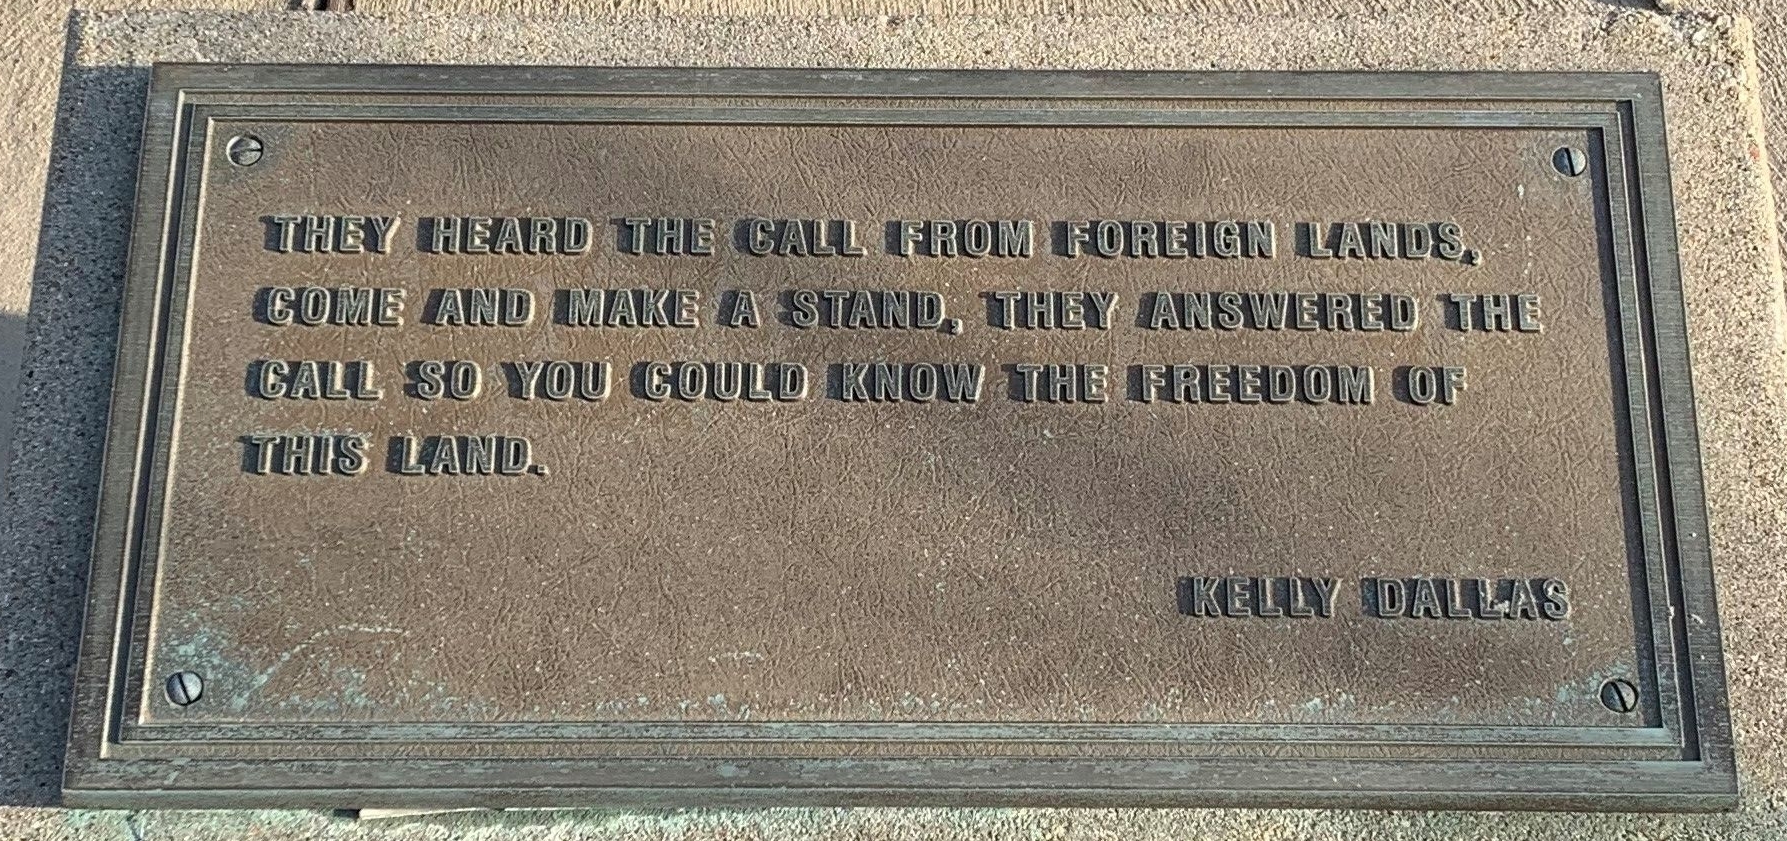 THEY HEARD THE CALL FROM FOREIGN LANDS,
COME AND MAKE A STAND, THEY ANSWERED THE
CALL SO YOU COULD KNOW THE FREEDOM OF
THIS LAND.
KELLY DALLAS